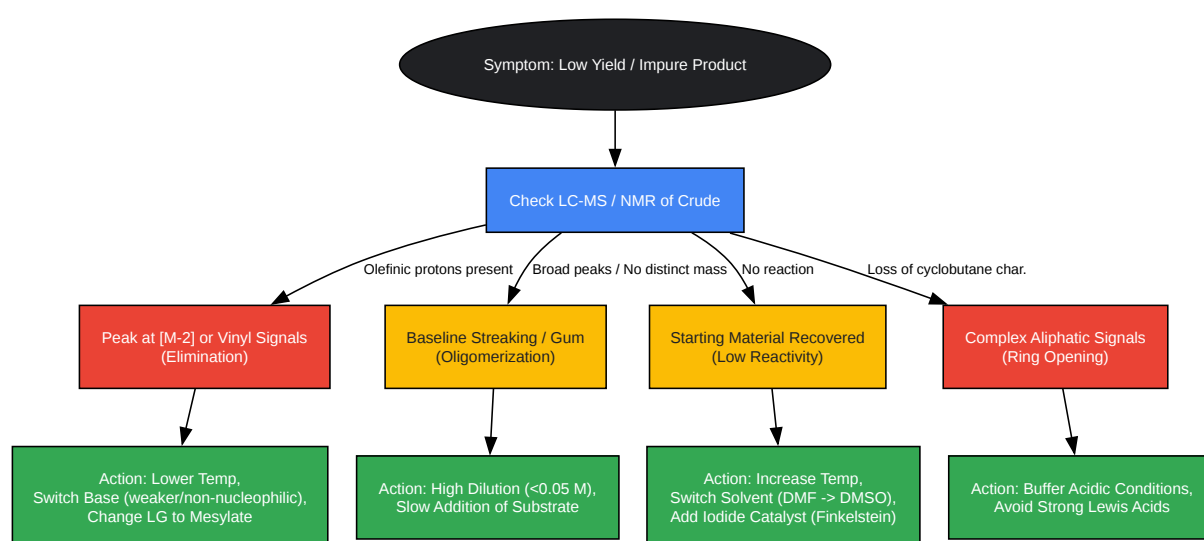 Symptom: Low Yield / Impure Product
Check LC-MS / NMR of Crude
Olefinic protons present
Broad peaks / No distinct mass
No reaction
Loss of cyclobutane char.
Peak at [M-2] or Vinyl Signals
(Elimination)
Baseline Streaking / Gum
(Oligomerization)
Starting Material Recovered
(Low Reactivity)
Complex Aliphatic Signals
(Ring Opening)
Action: Lower Temp,
Switch Base (weaker/non-nucleophilic),
Change LG to Mesylate
Action: High Dilution (<0.05 M),
Slow Addition of Substrate
Action: Increase Temp,
Switch Solvent (DMF -> DMSO),
Add Iodide Catalyst (Finkelstein)
Action: Buffer Acidic Conditions,
Avoid Strong Lewis Acids